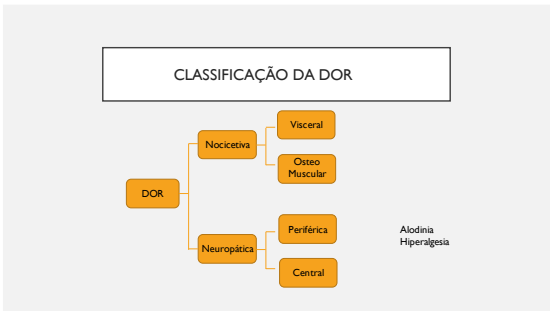 CLASSIFICAÇÃO DA DOR
Visceral
Nocicetiva
Osteo
Muscular
DOR
Periférica
Neuropática
Central
Alodinia
Hiperalgesia